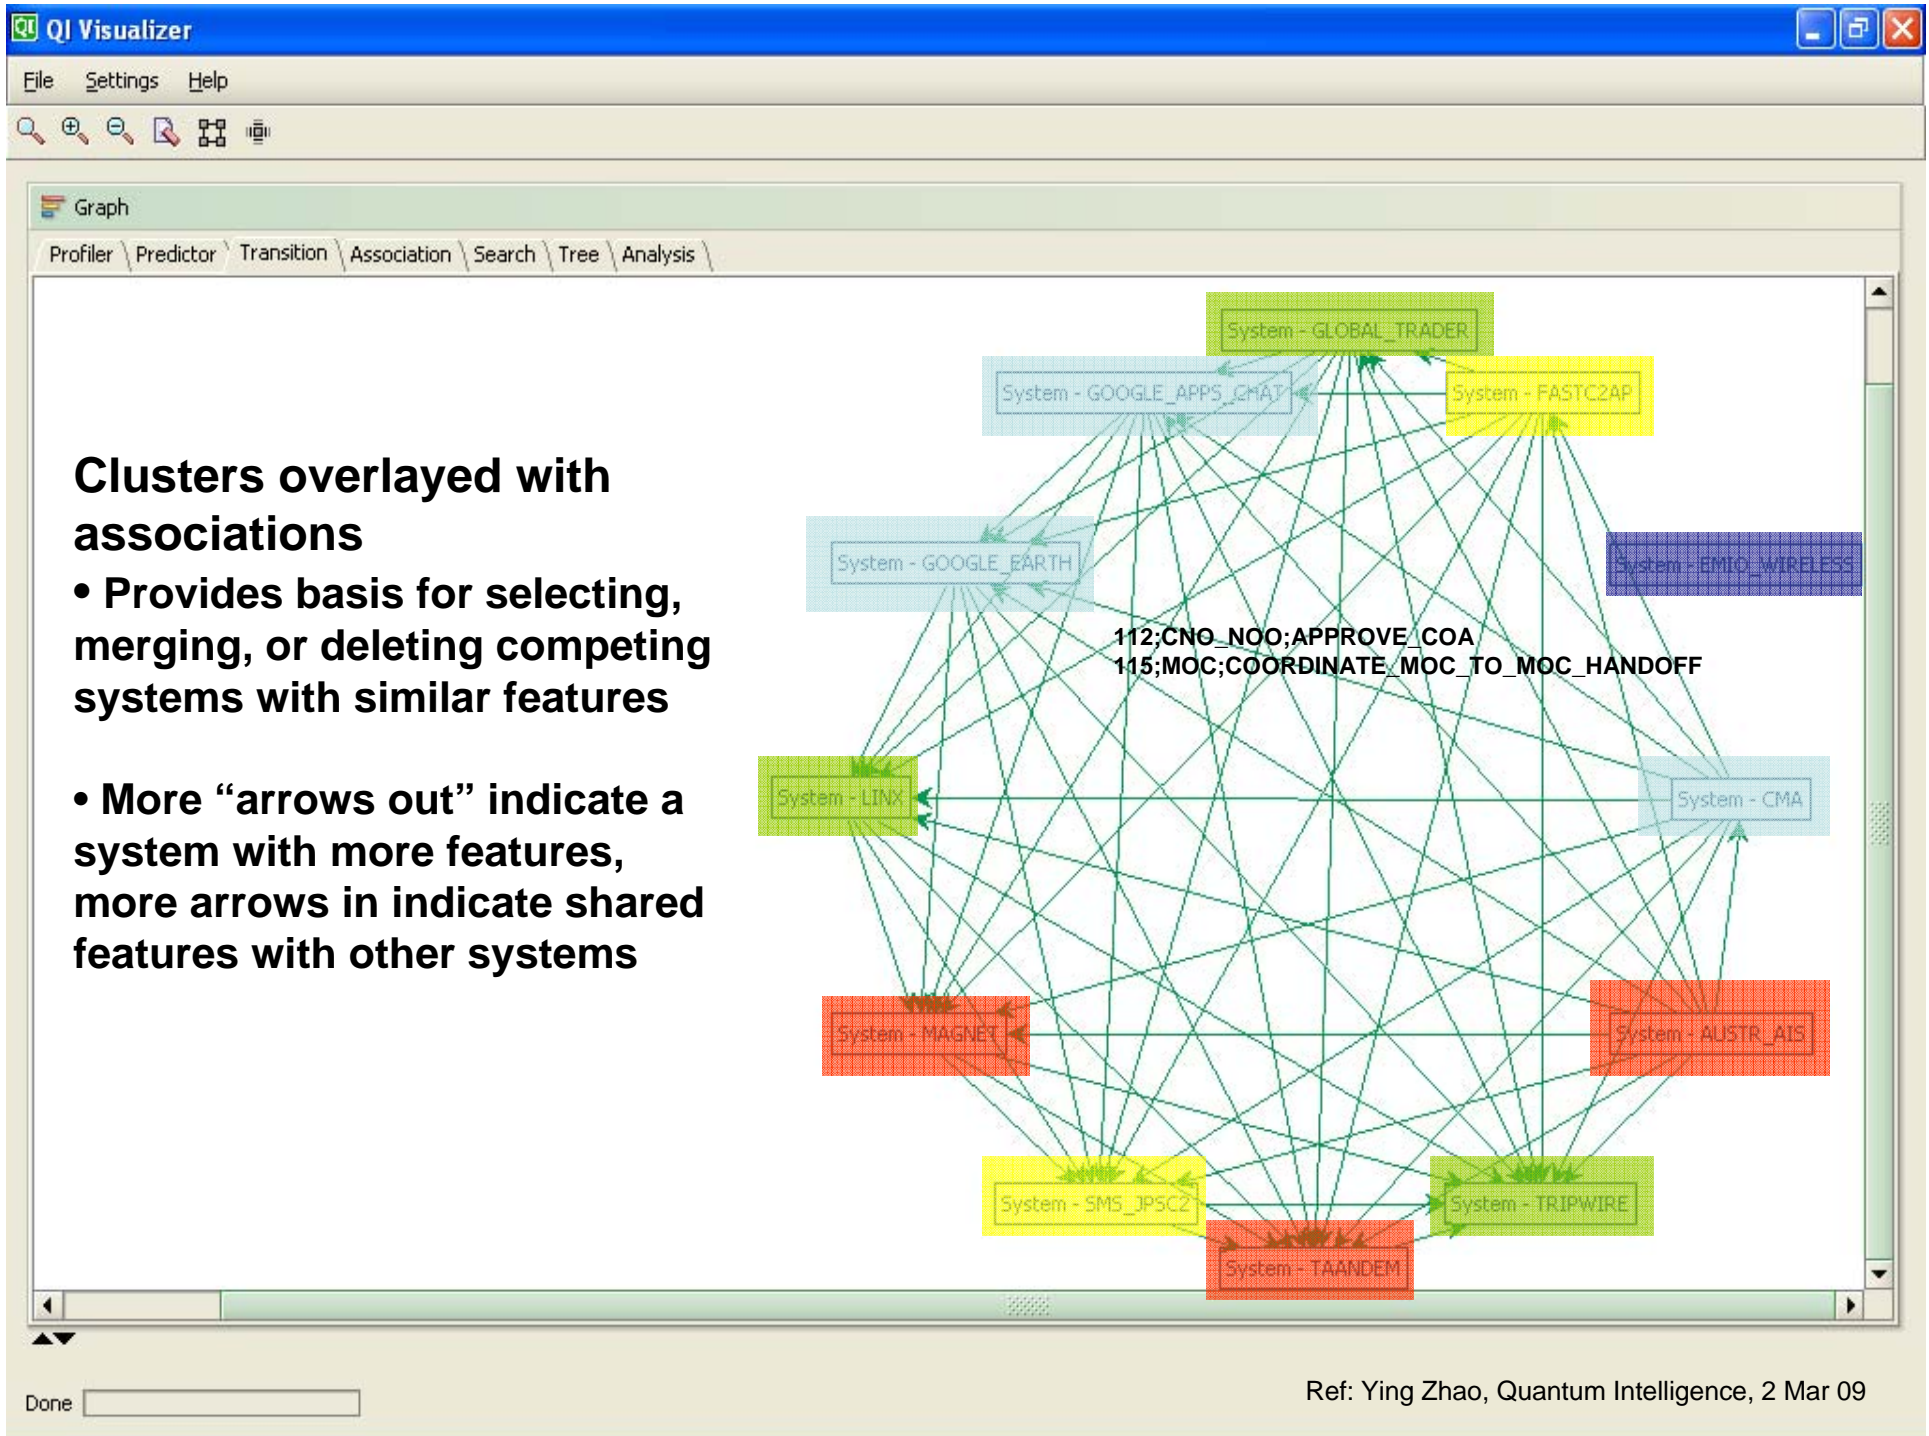 QI QI Visualizer
File Settings Help
Graph
Profiler Predictor Transition Association Search Tree Analysis
System - GLOBAL_TRADER
System - GOOGLE_APPS_CHAT
System - FASTC2AP
Clusters overlayed with
associations
• Provides basis for selecting,
merging, or deleting competing
systems with similar features
• More “arrows out” indicate a
system with more features,
more arrows in indicate shared
features with other systems
System - GOOGLE_EARTH
System - EMIO_WIRELESS
112;CNO_NOO;APPROVE_COA
115;MOC;COORDINATE_MOC_TO_MOC_HANDOFF
System - LINX
System - CMA
System - MAGNET
System - AUSTR_AIS
System - SMS_JPSC2
System - TRIPWIRE
System - TAANDEM
Done
Ref: Ying Zhao, Quantum Intelligence, 2 Mar 09